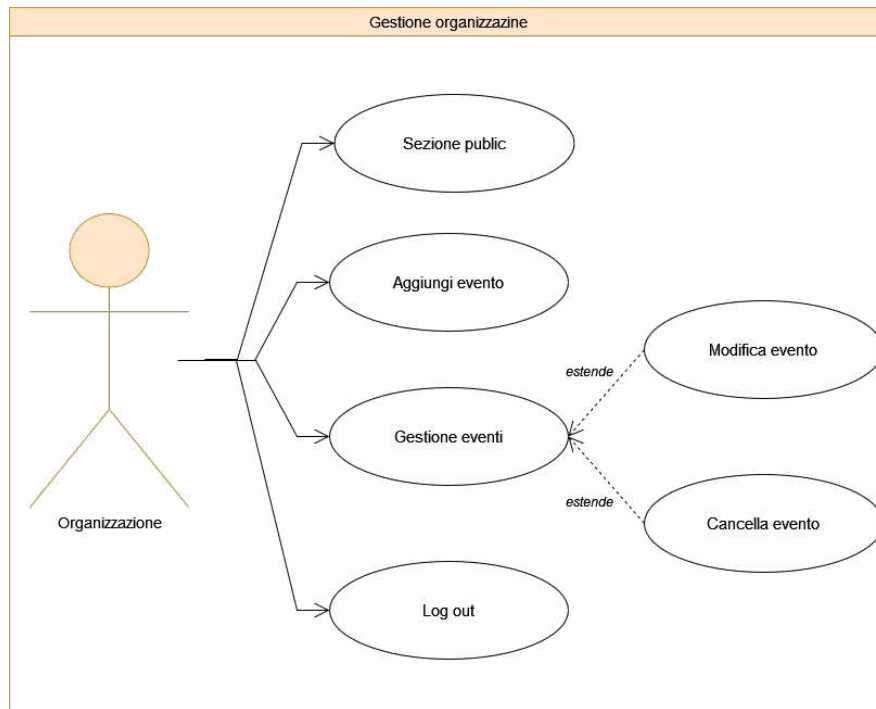 Gestione organizzazine
Sezione public
Aggiungi evento
Modifica evento
estende
Gestione eventi
estende
Cancella evento
Organizzazione
Log out